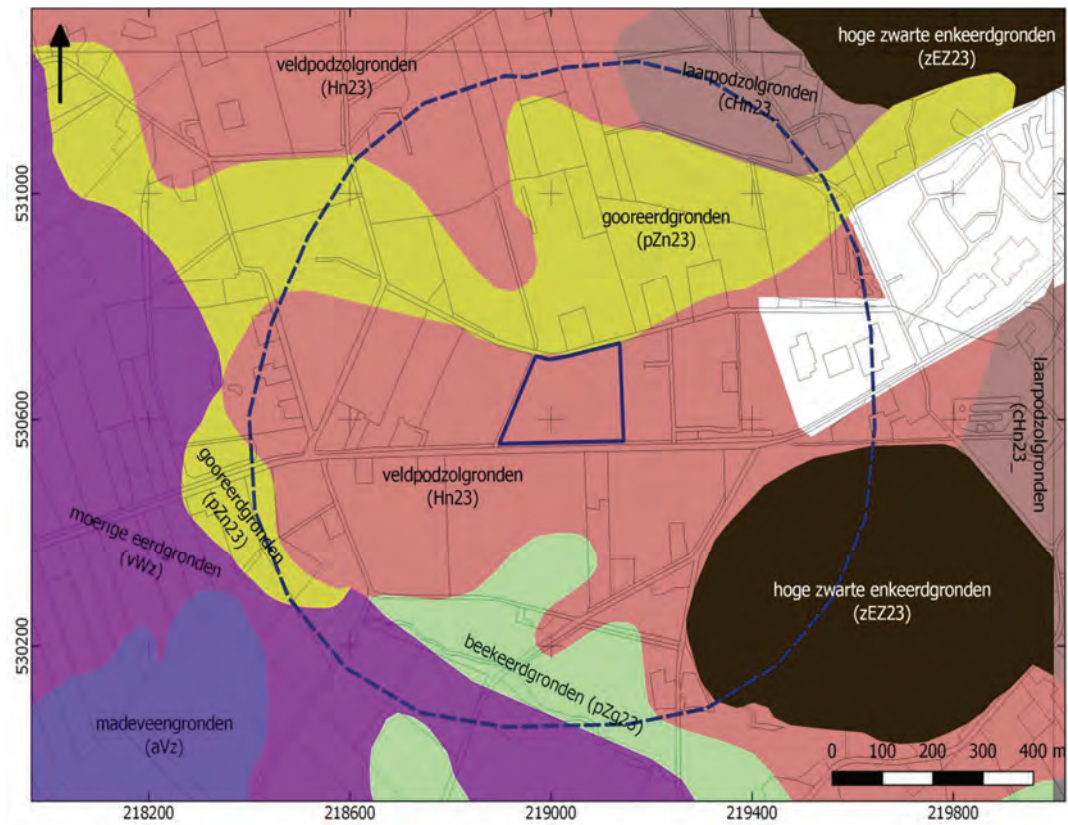 hoge zwarte enkeerdgronden
(zEZ23)
veldpodzolgronden
(Hn23)
laarpodzolgronden
(cHn23_
531000
gooreerdgronden
(pZn23)
laarpodzolgronden
(cHn23_
530600
veldpodzolgronden
(Hn23)
gooreerdgronden
(pZn23)
moerige eerdgronden
(vWz)
hoge zwarte enkeerdgronden
(zEZ23)
530200
beekeerdgronden (pZg23)
madeveengronden
(aVz)
0 100 200 300 400 m
218200 218600 219000 219400 219800